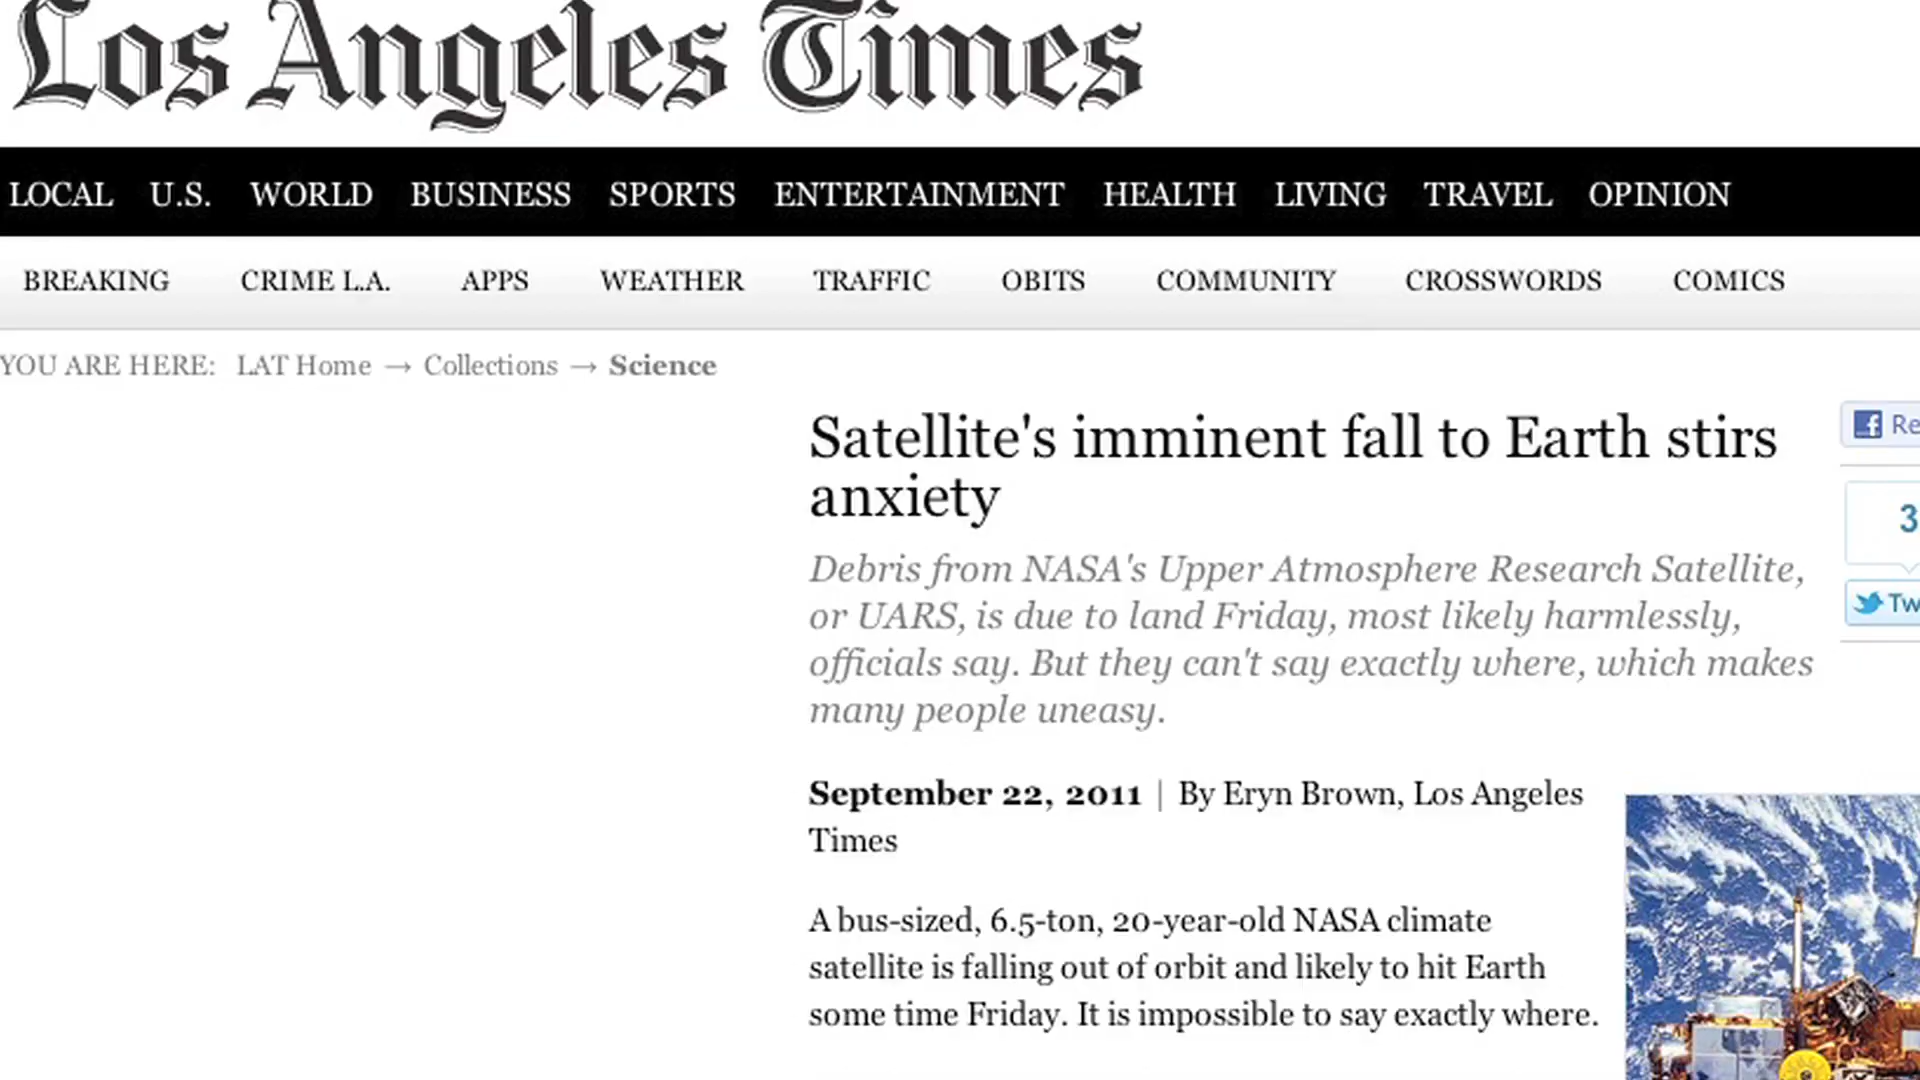 Los Angeles Times
LOCAL U.S. WORLD BUSINESS SPORTS ENTERTAINMENT HEALTH LIVING TRAVEL OPINION
BREAKING CRIME L.A. APPS WEATHER TRAFFIC OBITS COMMUNITY CROSSWORDS COMICS
YOU ARE HERE: LAT Home → Collections → Science
Satellite's imminent fall to Earth stirs
anxiety
Debris from NASA's Upper Atmosphere Research Satellite,
or UARS, is due to land Friday, most likely harmlessly,
officials say. But they can't say exactly where, which makes
many people uneasy.
September 22, 2011 | By Eryn Brown, Los Angeles
Times
A bus-sized, 6.5-ton, 20-year-old NASA climate
satellite is falling out of orbit and likely to hit Earth
some time Friday. It is impossible to say exactly where.
Re
3
Tw